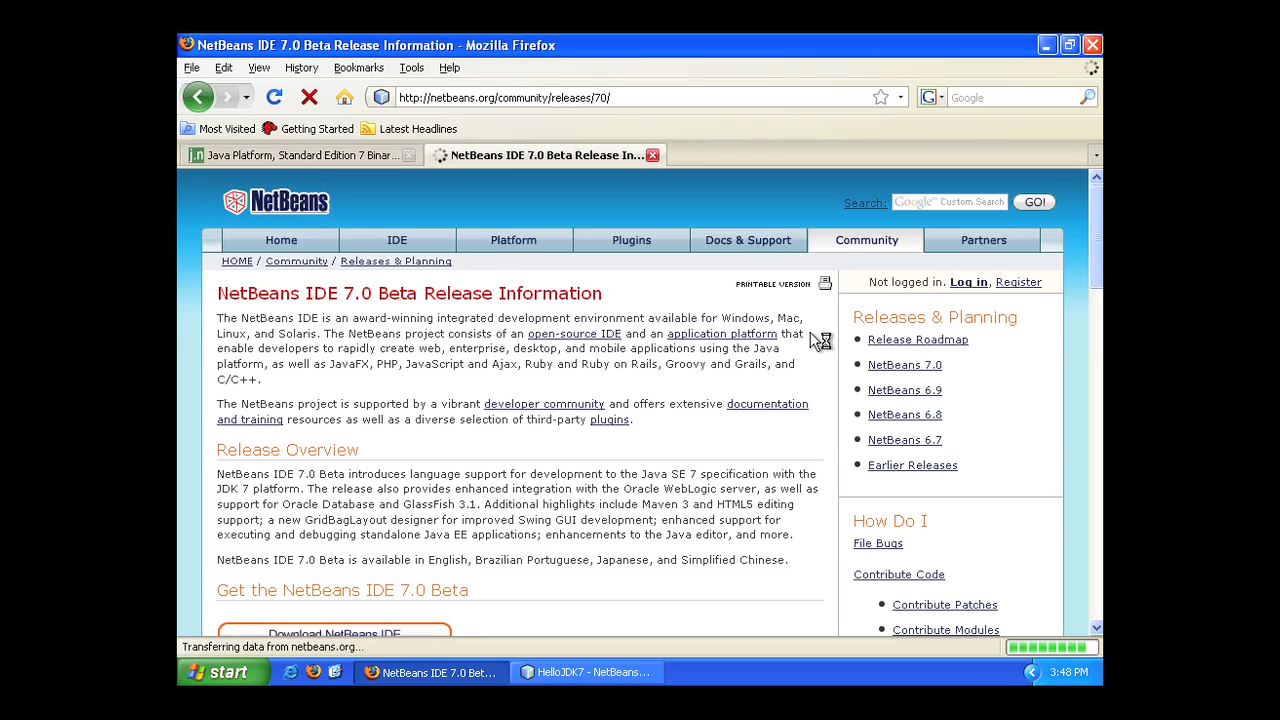 NetBeans IDE 7.0 Beta Release Information - Mozilla Firefox
File Edit View History Bookmarks Tools Help
http://netbeans.org/community/releases/70/
G Google
Most Visited Getting Started Latest Headlines
j.n Java Platform, Standard Edition 7 Binar... NetBeans IDE 7.0 Beta Release In...
NetBeans
Search: Google™ Custom Search GO!
Home IDE Platform Plugins Docs & Support Community Partners
HOME / Community / Releases & Planning
PRINTABLE VERSION
NetBeans IDE 7.0 Beta Release Information
The NetBeans IDE is an award-winning integrated development environment available for Windows, Mac,
Linux, and Solaris. The NetBeans project consists of an open-source IDE and an application platform that
enable developers to rapidly create web, enterprise, desktop, and mobile applications using the Java
platform, as well as JavaFX, PHP, JavaScript and Ajax, Ruby and Ruby on Rails, Groovy and Grails, and
C/C++.
The NetBeans project is supported by a vibrant developer community and offers extensive documentation
and training resources as well as a diverse selection of third-party plugins.
Release Overview
NetBeans IDE 7.0 Beta introduces language support for development to the Java SE 7 specification with the
JDK 7 platform. The release also provides enhanced integration with the Oracle WebLogic server, as well as
support for Oracle Database and GlassFish 3.1. Additional highlights include Maven 3 and HTML5 editing
support; a new GridBagLayout designer for improved Swing GUI development; enhanced support for
executing and debugging standalone Java EE applications; enhancements to the Java editor, and more.
NetBeans IDE 7.0 Beta is available in English, Brazilian Portuguese, Japanese, and Simplified Chinese.
Get the NetBeans IDE 7.0 Beta
Download NetBeans IDE
Not logged in. Log in, Register
Releases & Planning
Release Roadmap
NetBeans 7.0
NetBeans 6.9
NetBeans 6.8
NetBeans 6.7
Earlier Releases
How Do I
File Bugs
Contribute Code
Contribute Patches
Contribute Modules
Transferring data from netbeans.org...
start NetBeans IDE 7.0 Bet... HelloJDK7 - NetBeans... 3:48 PM